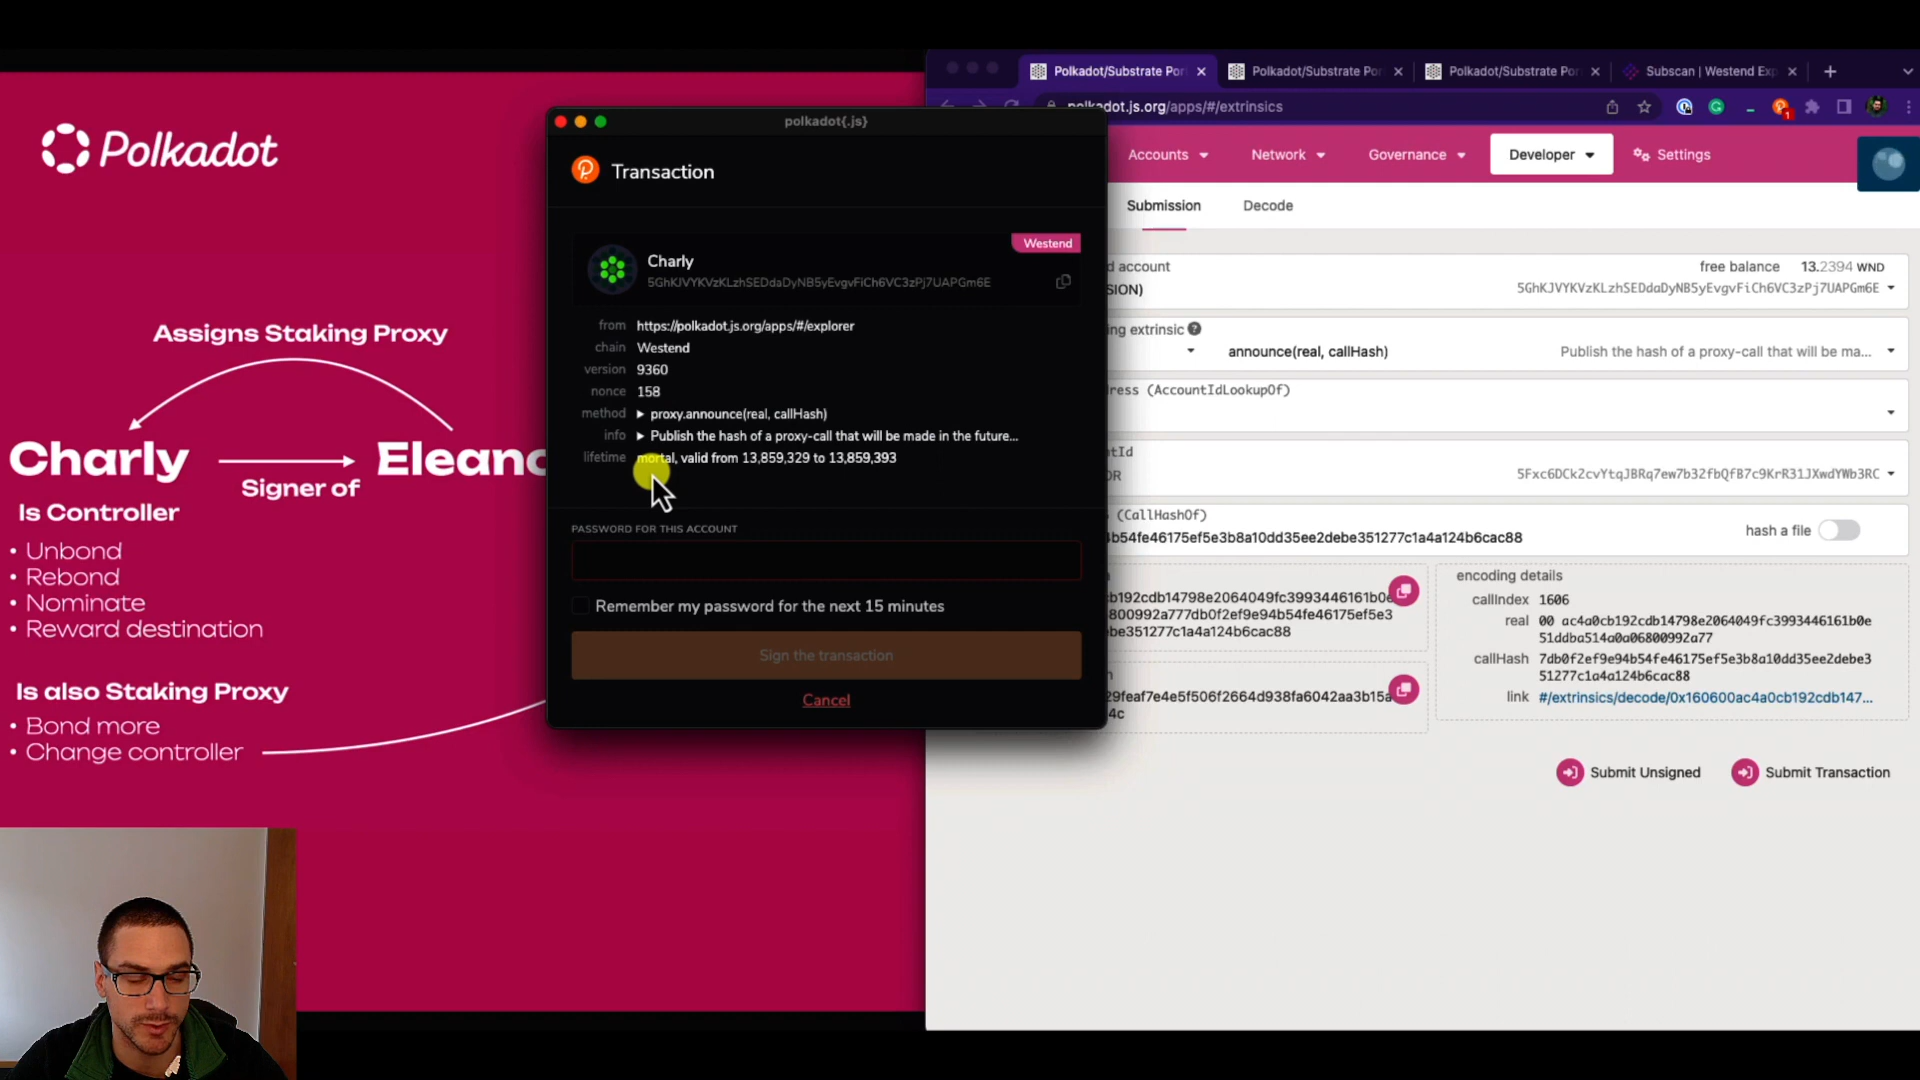 Polkadot
Assigns Staking Proxy
Charly
Signer of
Is Controller
• Unbond
• Rebond
• Nominate
• Reward destination
Is also Staking Proxy
• Bond more
• Change controller
polkadot{.js}
Transaction
Westend
Charly
5GhKJVYKVzKLzhSEDdaDyNB5yEvgvFiCh6VC3zPj7UAPGm6E
from https://polkadot.js.org/apps/#/explorer
chain Westend
version 9360
nonce 158
method ▶ proxy.announce(real, callHash)
info ▶ Publish the hash of a proxy-call that will be made in the future...
lifetime mortal, valid from 13,859,329 to 13,859,393
PASSWORD FOR THIS ACCOUNT
Remember my password for the next 15 minutes
Sign the transaction
Cancel
Polkadot/Substrate Por
Polkadot/Substrate Por
Polkadot/Substrate Por
Subscan | Westend Exp
polkadot.js.org/apps/#/extrinsics
1
Accounts
Network
Governance
Developer
Settings
Submission
Decode
account
free balance 13.2394 WND
5GhKJVYKVzKLzhSEDdaDyNB5yEvgvFiCh6VC3zPj7UAPGm6E
extrinsic
announce(real, callHash)
Publish the hash of a proxy-call that will be ma...
(AccountIdLookupOf)
5Fxc6DCk2cvYtqJBRq7ew7b32fbQfB7c9KrR31JXwdYWb3RC
(CallHashOf)
4b54fe46175ef5e3b8a10dd35ee2debe351277c1a4a124b6cac88
hash a file
cb192cdb14798e2064049fc3993446161b0e
800992a777db0f2ef9e94b54fe46175ef5e3
be351277c1a4a124b6cac88
29feaf7e4e5f506f2664d938fa6042aa3b15a
4c
encoding details
callIndex 1606
real 00 ac4a0cb192cdb14798e2064049fc3993446161b0e
51ddba514a0a06800992a77
callHash 7db0f2ef9e94b54fe46175ef5e3b8a10dd35ee2debe3
51277c1a4a124b6cac88
link #/extrinsics/decode/0x160600ac4a0cb192cdb147...
Submit Unsigned
Submit Transaction